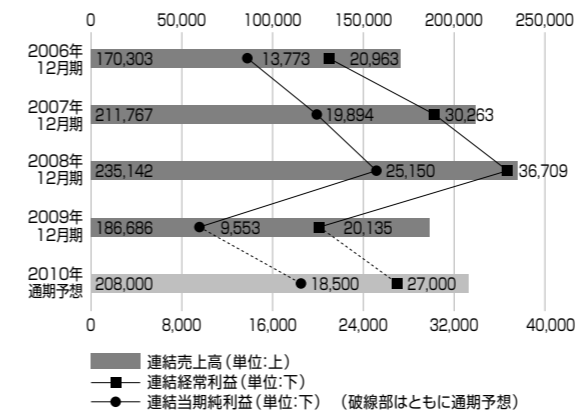 0 50,000 100,000 150,000 200,000 250,000
2006年
12月期
170,303 13,773 20,963
2007年
12月期
211,767 19,894 30,263
2008年
12月期
235,142 25,150 36,709
2009年
12月期
186,686 9,553 20,135
2010年
通期予想
208,000 18,500 27,000
0 8,000 16,000 24,000 32,000 40,000
連結売上高(単位:上)
連結経常利益(単位:下)
連結当期純利益(単位:下) (破線部はともに通期予想)